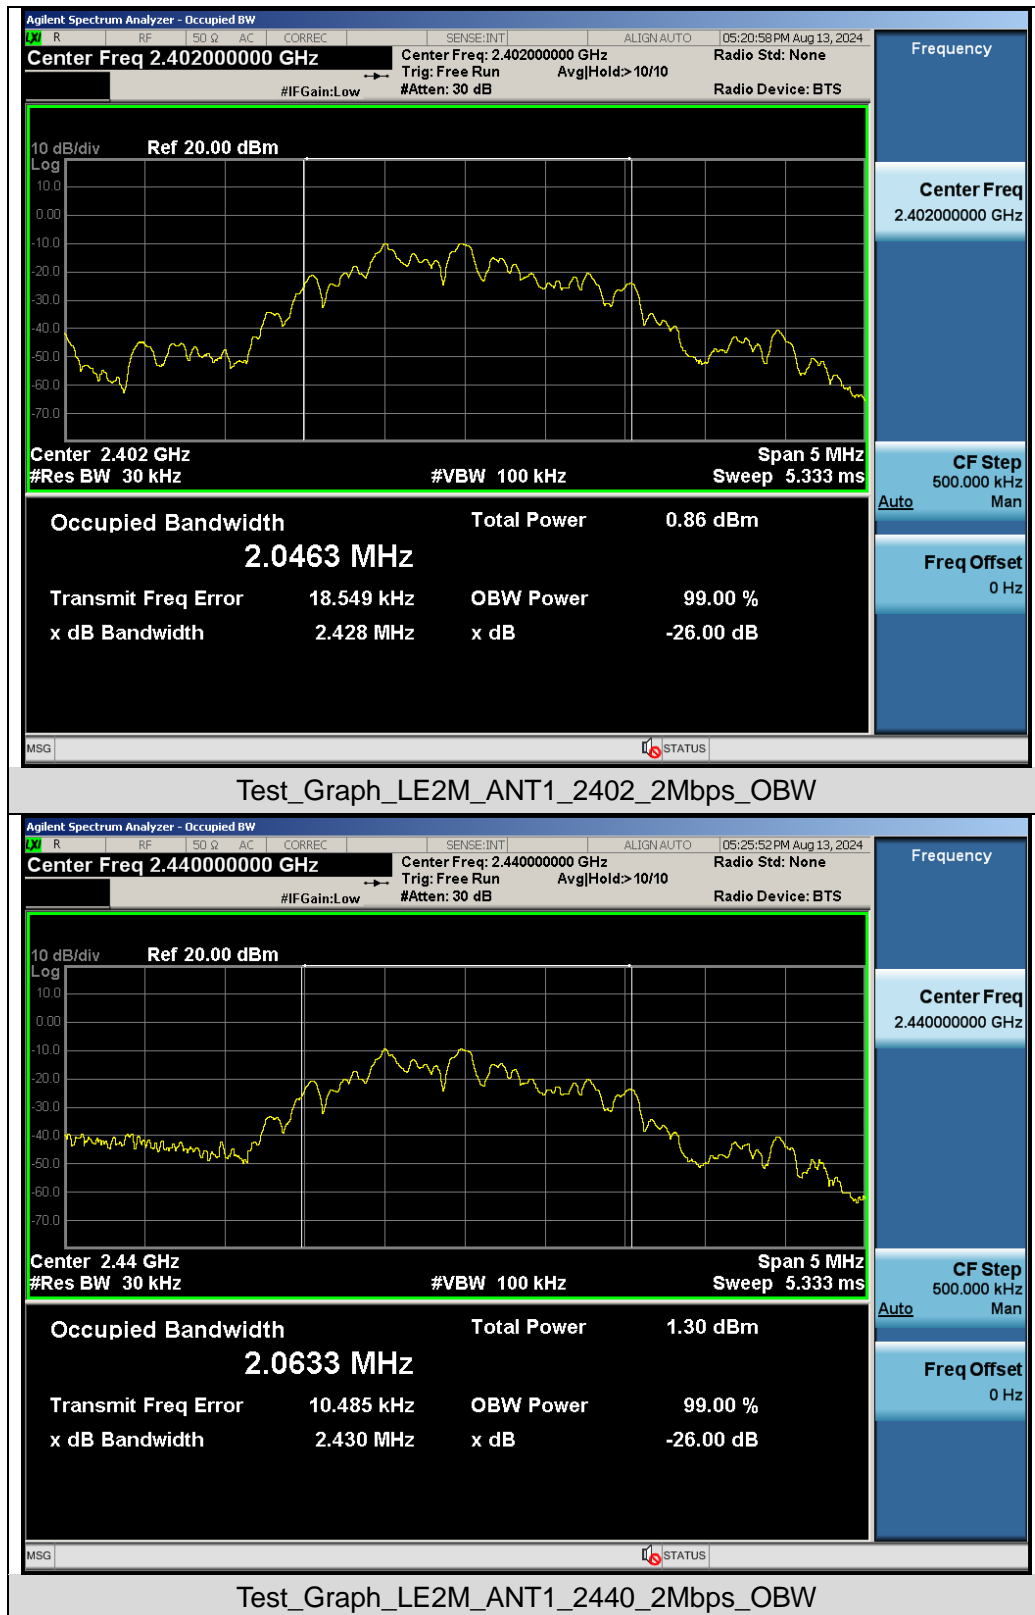 Agilent Spectrum Analyzer - Occupied BW
LXI R RF 50 Ω AC CORREC SENSE:INT ALIGN AUTO 05:20:58 PM Aug 13, 2024
Center Freq 2.402000000 GHz
Center Freq: 2.402000000 GHz Radio Std: None
Trig: Free Run Avg|Hold:>10/10
#IFGain:Low #Atten: 30 dB Radio Device: BTS
Frequency
10 dB/div Ref 20.00 dBm
Log
10.0
0.00
-10.0
-20.0
-30.0
-40.0
-50.0
-60.0
-70.0
Center 2.402 GHz Span 5 MHz
#Res BW 30 kHz #VBW 100 kHz Sweep 5.333 ms
Occupied Bandwidth Total Power 0.86 dBm
2.0463 MHz
Transmit Freq Error 18.549 kHz OBW Power 99.00 %
x dB Bandwidth 2.428 MHz x dB -26.00 dB
Center Freq
2.402000000 GHz
CF Step
500.000 kHz
Auto Man
Freq Offset
0 Hz
MSG STATUS
Test_Graph_LE2M_ANT1_2402_2Mbps_OBW
Agilent Spectrum Analyzer - Occupied BW
LXI R RF 50 Ω AC CORREC SENSE:INT ALIGN AUTO 05:25:52 PM Aug 13, 2024
Center Freq 2.440000000 GHz
Center Freq: 2.440000000 GHz Radio Std: None
Trig: Free Run Avg|Hold:>10/10
#IFGain:Low #Atten: 30 dB Radio Device: BTS
Frequency
10 dB/div Ref 20.00 dBm
Log
10.0
0.00
-10.0
-20.0
-30.0
-40.0
-50.0
-60.0
-70.0
Center 2.44 GHz Span 5 MHz
#Res BW 30 kHz #VBW 100 kHz Sweep 5.333 ms
Occupied Bandwidth Total Power 1.30 dBm
2.0633 MHz
Transmit Freq Error 10.485 kHz OBW Power 99.00 %
x dB Bandwidth 2.430 MHz x dB -26.00 dB
Center Freq
2.440000000 GHz
CF Step
500.000 kHz
Auto Man
Freq Offset
0 Hz
MSG STATUS
Test_Graph_LE2M_ANT1_2440_2Mbps_OBW